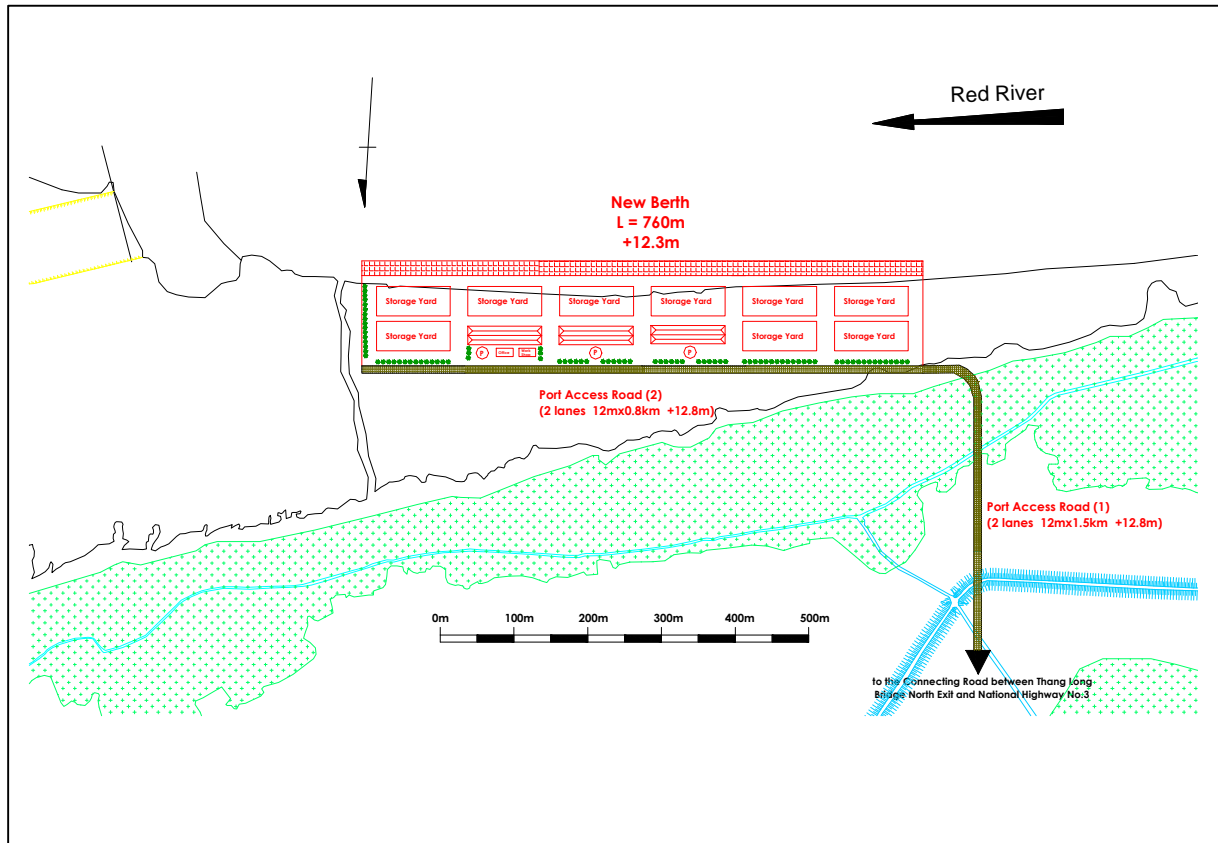 Red River
New Berth
L = 760m
+12.3m
Storage Yard
Storage Yard
Storage Yard
Storage Yard
Storage Yard
Storage Yard
Storage Yard
Storage Yard
Storage Yard
P
Office
Work Shop
P
P
Port Access Road (2)
(2 lanes 12mx0.8km +12.8m)
Port Access Road (1)
(2 lanes 12mx1.5km +12.8m)
0m 100m 200m 300m 400m 500m
to the Connecting Road between Thang Long
Bridge North Exit and National Highway No.3